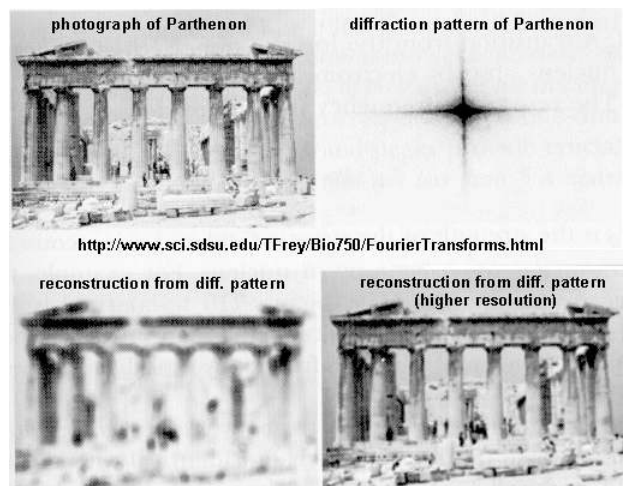 photograph of Parthenon
diffraction pattern of Parthenon
http://www.sci.sdsu.edu/TFrey/Bio750/FourierTransforms.html
reconstruction from diff. pattern
reconstruction from diff. pattern
(higher resolution)